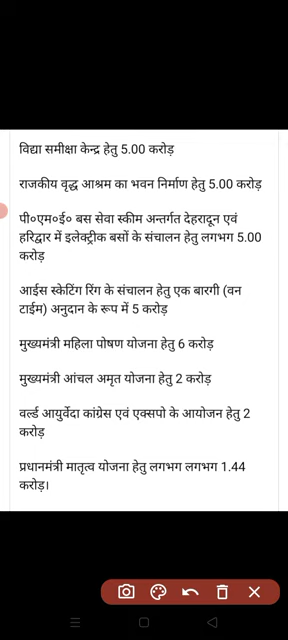 विद्या समीक्षा केन्द्र हेतु 5.00 करोड़
राजकीय वृद्ध आश्रम का भवन निर्माण हेतु 5.00 करोड़
पी०एम०ई० बस सेवा स्कीम अन्तर्गत देहरादून एवं
हरिद्वार में इलेक्ट्रीक बसों के संचालन हेतु लगभग 5.00
करोड़
आईस स्केटिंग रिंग के संचालन हेतु एक बारगी (वन
टाईम) अनुदान के रूप में 5 करोड़
मुख्यमंत्री महिला पोषण योजना हेतु 6 करोड़
मुख्यमंत्री आंचल अमृत योजना हेतु 2 करोड़
वर्ल्ड आयुर्वेदा कांग्रेस एवं एक्सपो के आयोजन हेतु 2
करोड़
प्रधानमंत्री मातृत्व योजना हेतु लगभग लगभग 1.44
करोड़।